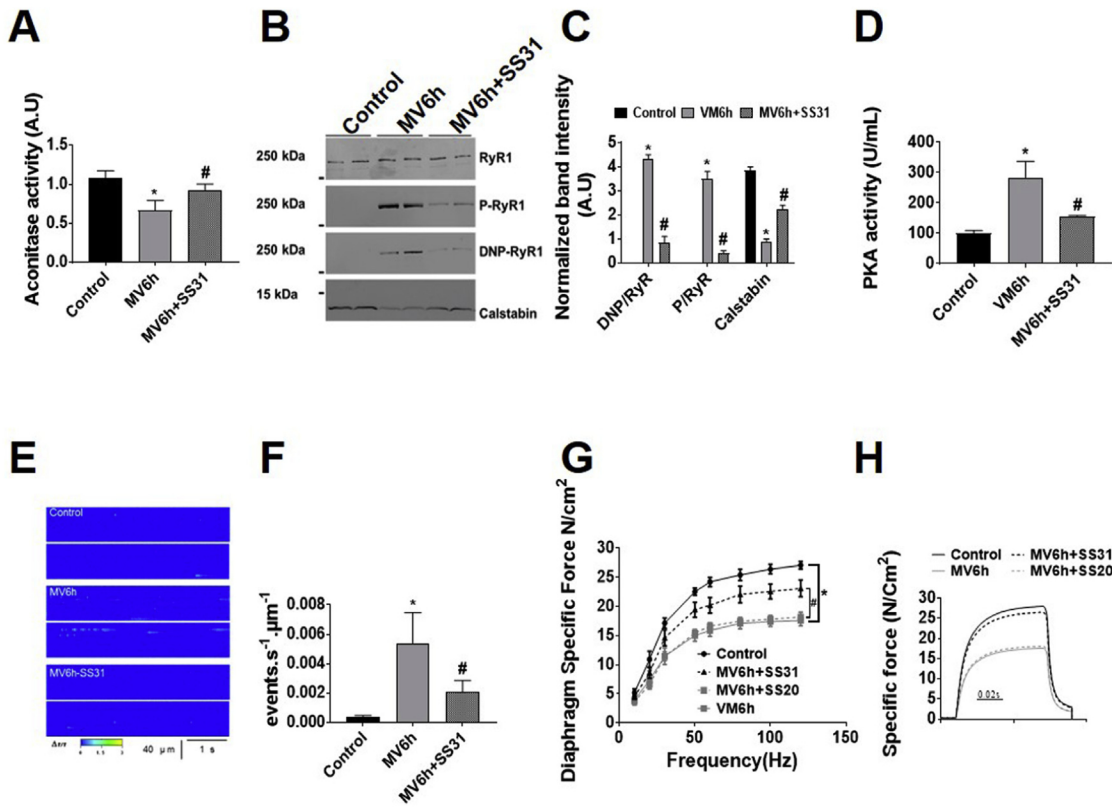 A
Aconitase activity (A.U)
1.5
1.0
0.5
0.0
*
#
Control
MV6h
MV6h+SS31
B
Control
MV6h
MV6h+SS31
250 kDa
RyR1
250 kDa
P-RyR1
250 kDa
DNP-RyR1
15 kDa
Calstabin
C
Normalized band intensity
(A.U)
Control VM6h MV6h+SS31
5
4
3
2
1
0
*
#
*
#
*
#
DNP/RyR
P/RyR
Calstabin
D
PKA activity (U/mL)
400
300
200
100
0
*
#
Control
VM6h
MV6h+SS31
E
Control
MV6h
MV6h-SS31
0
3
40 µm
1 s
F
events.s-1.µm-1
0.008
0.006
0.004
0.002
0.000
*
#
Control
MV6h
MV6h+SS31
G
Diaphragm Specific Force N/cm2
30
25
20
15
10
5
0
# *
Control
MV6h+SS31
MV6h+SS20
VM6h
0 50 100 150
Frequency(Hz)
H
Control MV6h+SS31
MV6h MV6h+SS20
Specific force (N/Cm2)
30
25
20
15
10
5
0
0.02s